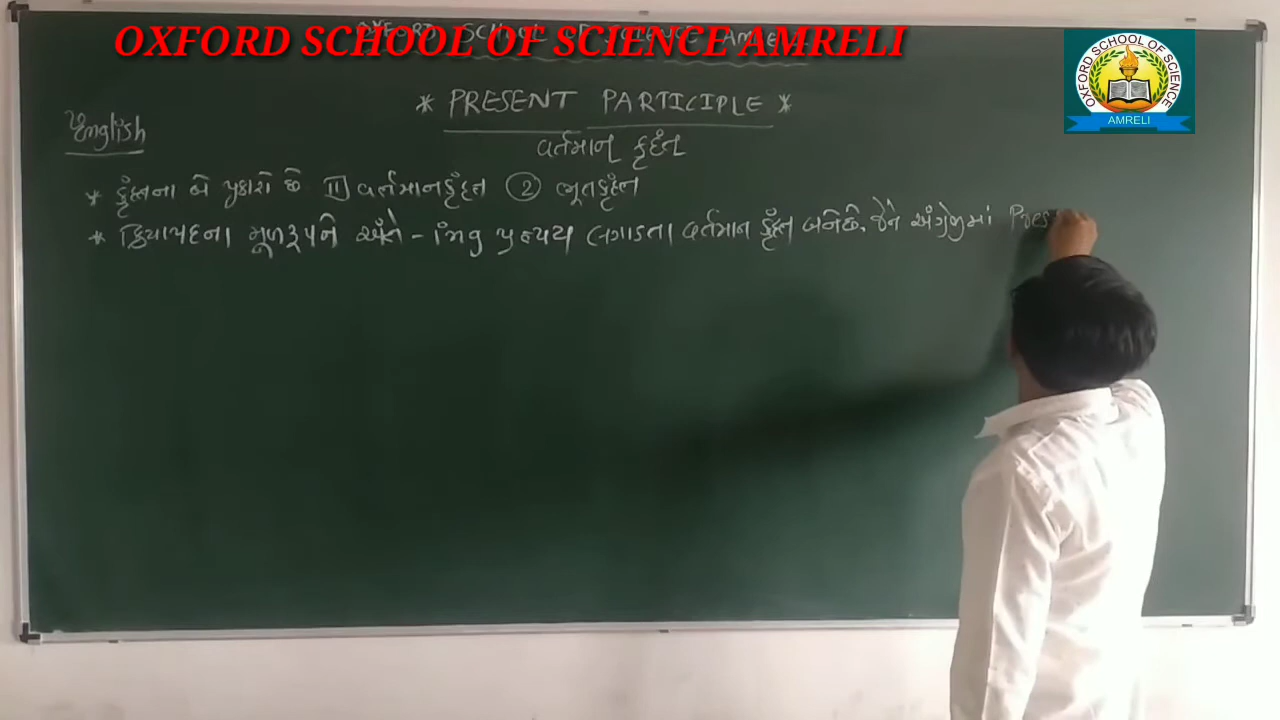 OXFORD SCHOOL OF SCIENCE AMRELI
OXFORD SCHOOL OF SCIENCE
AMRELI
* PRESENT PARTICIPLE *
English
વર્તમાન કૃદંત
* કૃદંતના બે પ્રકારો છે. 1) વર્તમાનકૃદંત ② ભૂતકૃદંત
* ક્રિયાપદના મૂળરૂપને અંતે - ing પ્રત્યય લગાડતા વર્તમાન કૃદંત બનેછે. જેને અંગ્રેજીમાં Pres